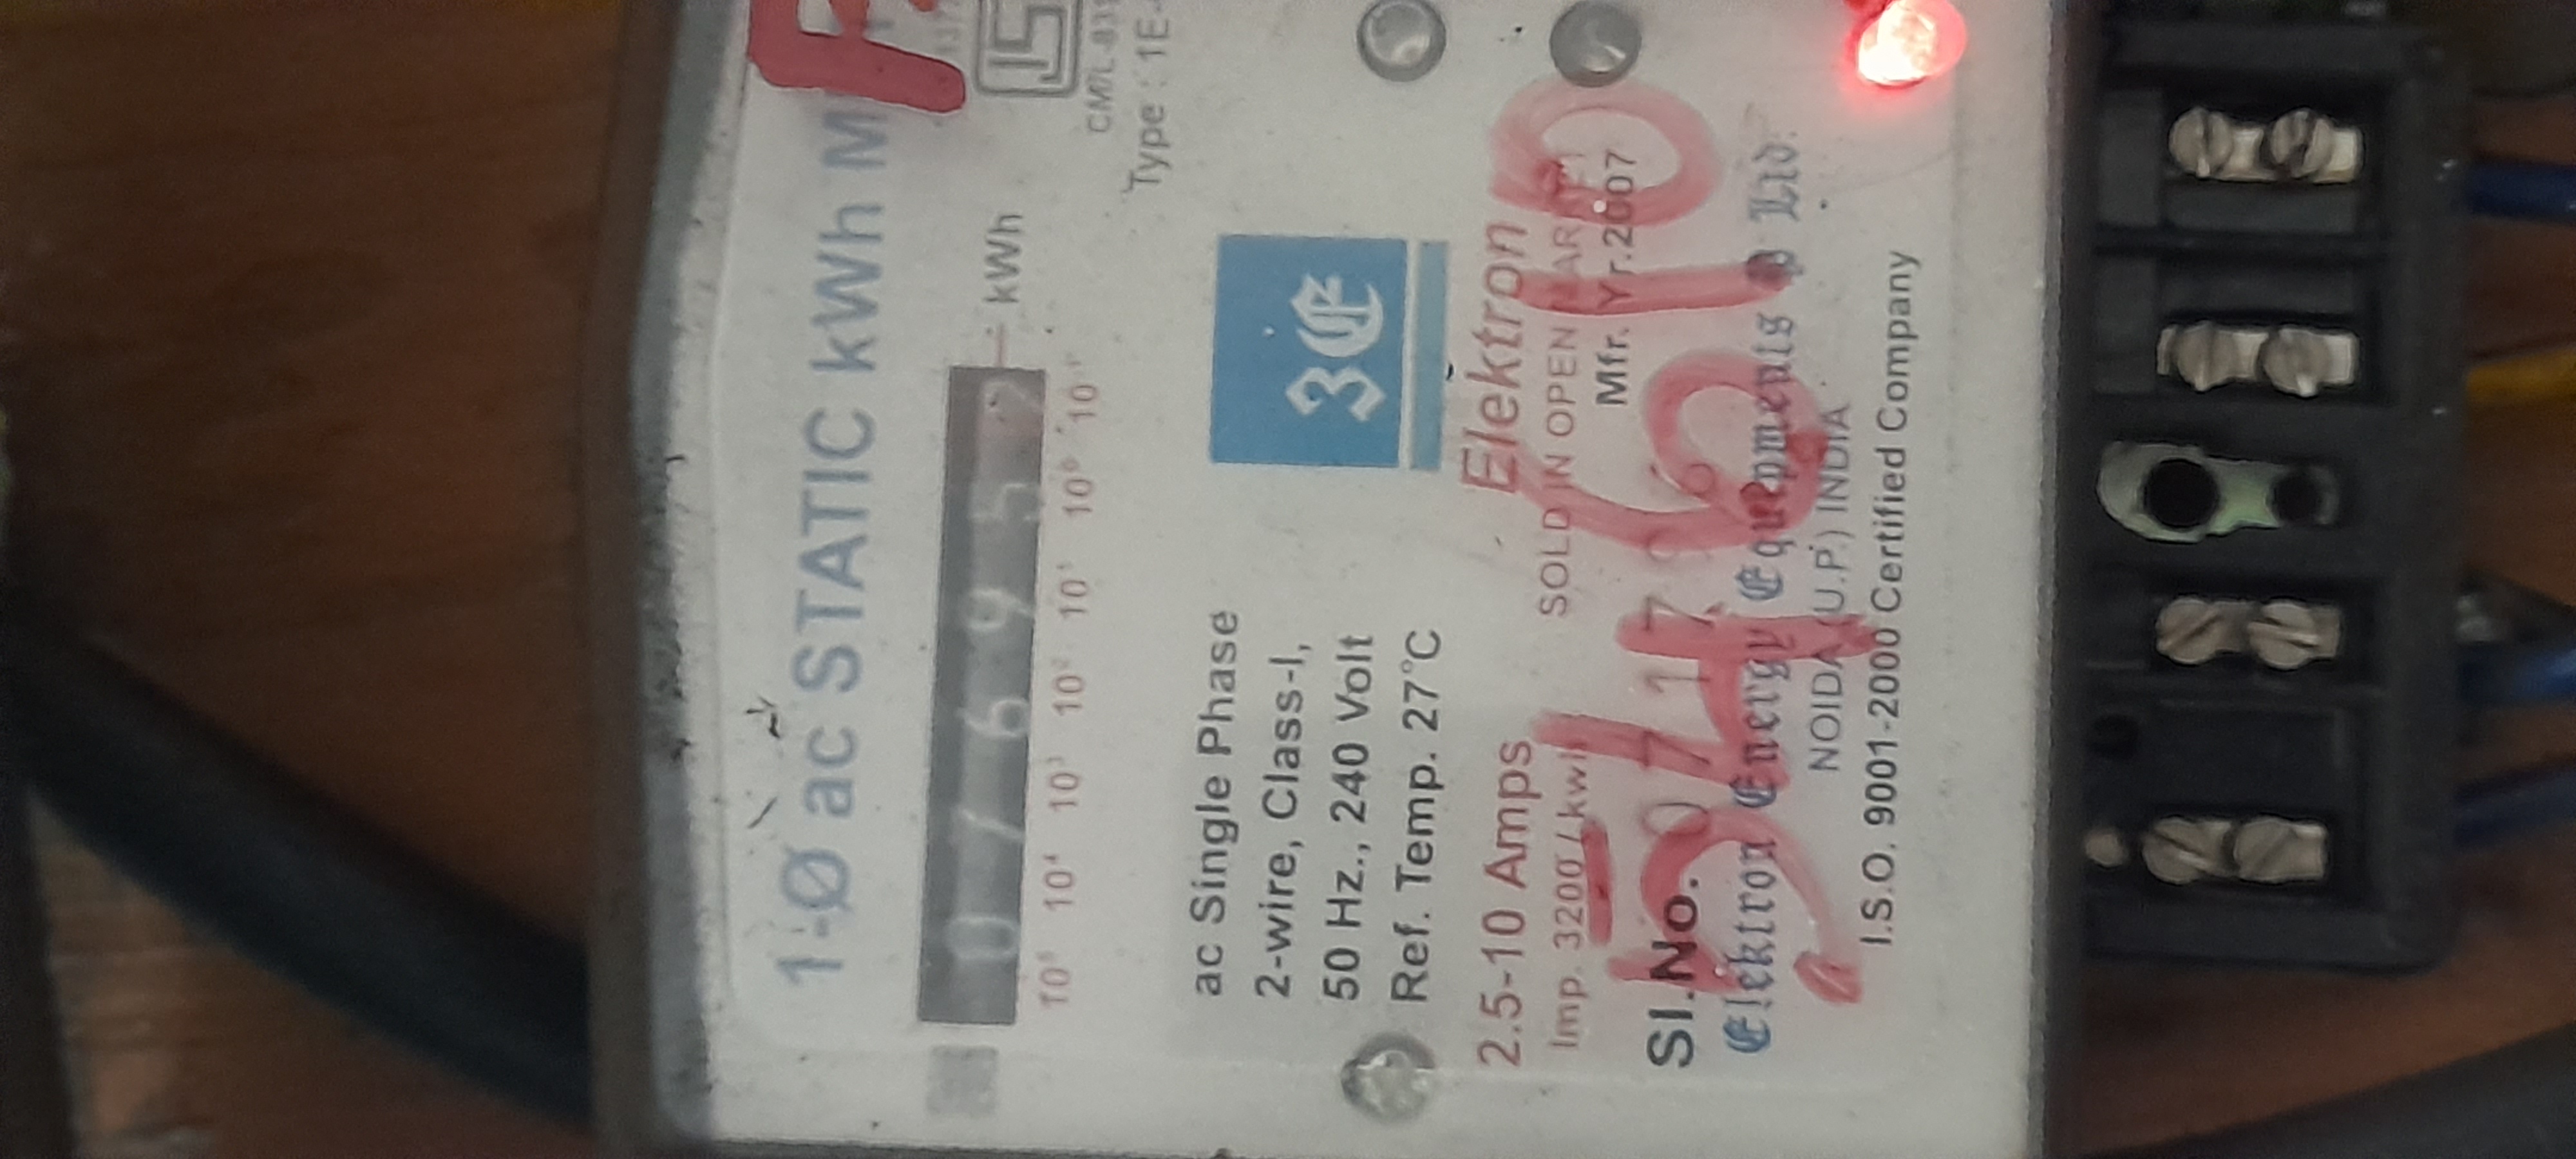 1-Ø ac STATIC kWh M
0 7 6 9 5
kWh
10⁵ 10⁴ 10³ 10² 10¹ 10⁰ 10⁻¹
CM/L-831
Type : 1E-
ac Single Phase
2-wire, Class-I,
50 Hz., 240 Volt
Ref. Temp. 27°C
3E
2.5-10 Amps
Elektron
Imp. 3200 / kwh
SOLD IN OPEN
Mfr. Yr.2007
Sl.No.
Elektron Energy Equipments P Ltd.
NOIDA (U.P.) INDIA
I.S.O. 9001-2000 Certified Company